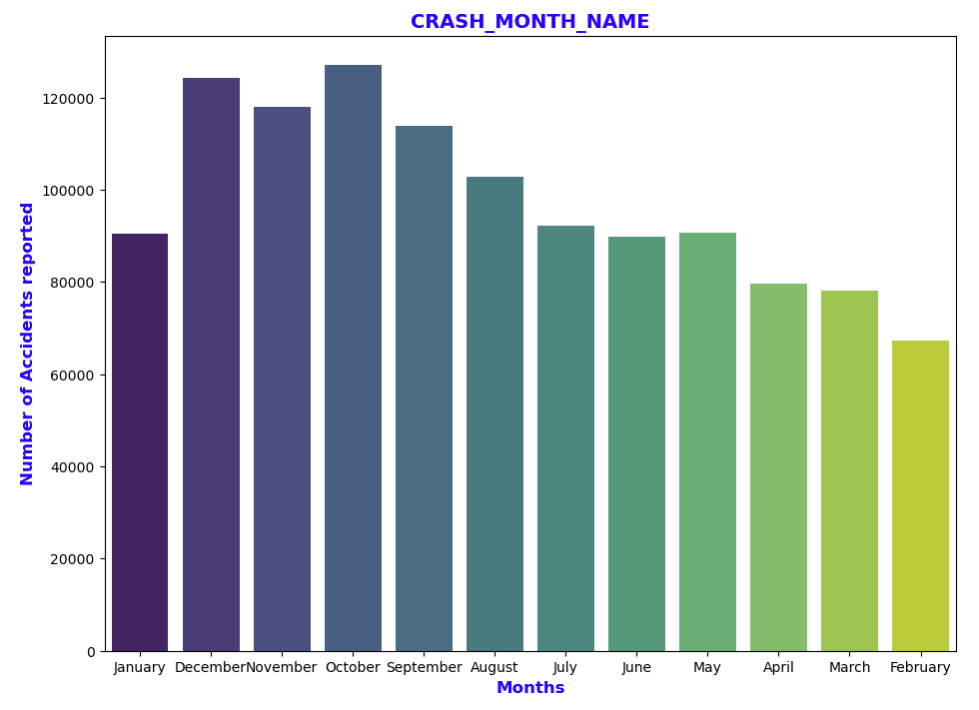 CRASH_MONTH_NAME
Number of Accidents reported
120000
100000
80000
60000
40000
20000
0
January December November October September August July June May April March February
Months